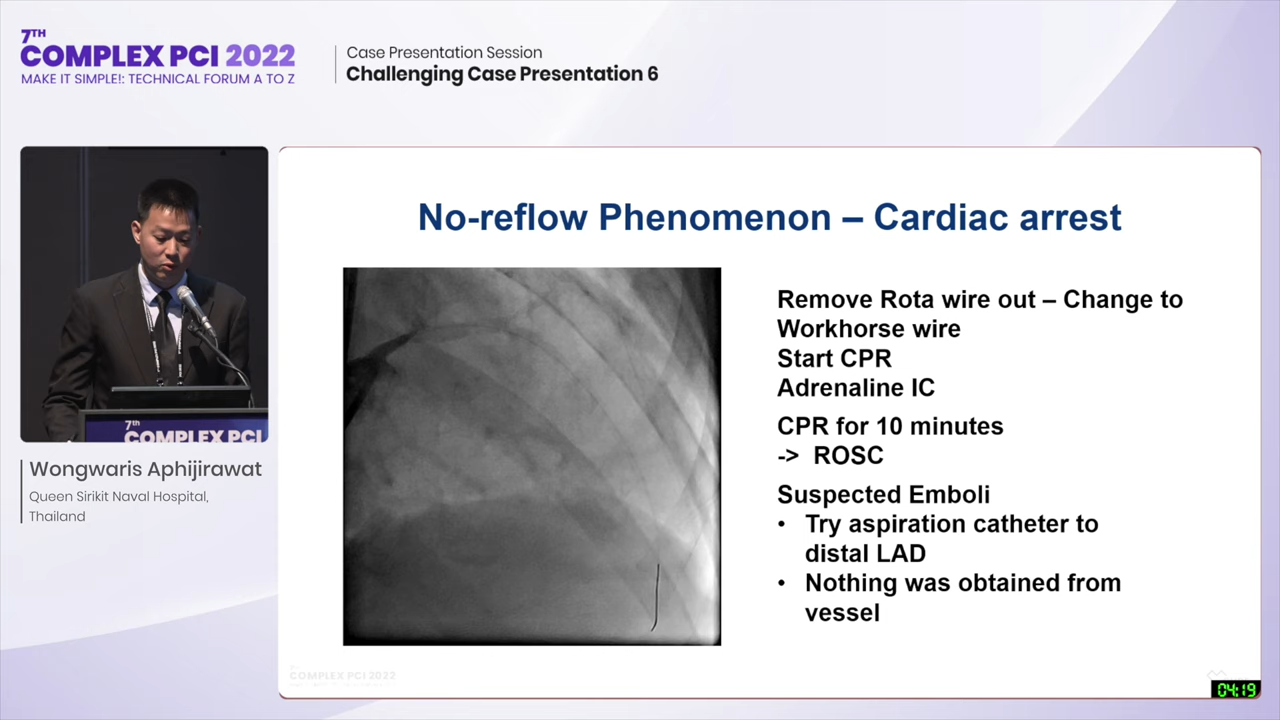 7TH
COMPLEX PCI 2022
MAKE IT SIMPLE!: TECHNICAL FORUM A TO Z
Case Presentation Session
Challenging Case Presentation 6
7th
COMPLEX PCI
Wongwaris Aphijirawat
Queen Sirikit Naval Hospital,
Thailand
No-reflow Phenomenon – Cardiac arrest
Remove Rota wire out – Change to
Workhorse wire
Start CPR
Adrenaline IC
CPR for 10 minutes
-> ROSC
Suspected Emboli
• Try aspiration catheter to
distal LAD
• Nothing was obtained from
vessel
COMPLEX PCI 2022
04:19